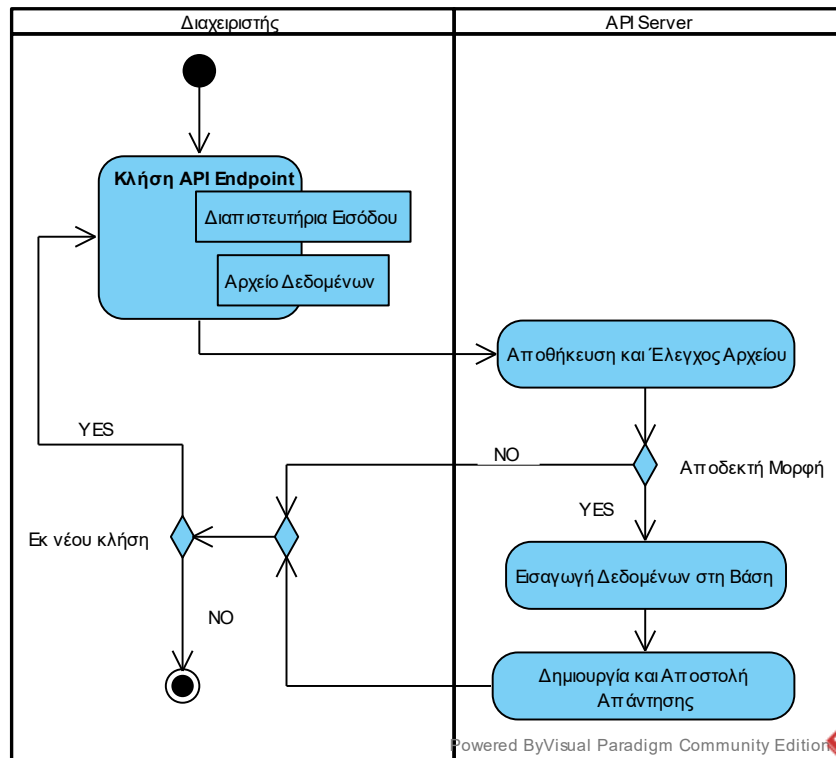 Διαχειριστής
API Server
Κλήση API Endpoint
Διαπιστευτήρια Εισόδου
Αρχείο Δεδομένων
Αποθήκευση και Έλεγχος Αρχείου
YES
NO
Αποδεκτή Μορφή
YES
Εκ νέου κλήση
Εισαγωγή Δεδομένων στη Βάση
NO
Δημιουργία και Αποστολή
Απάντησης
Powered By Visual Paradigm Community Edition